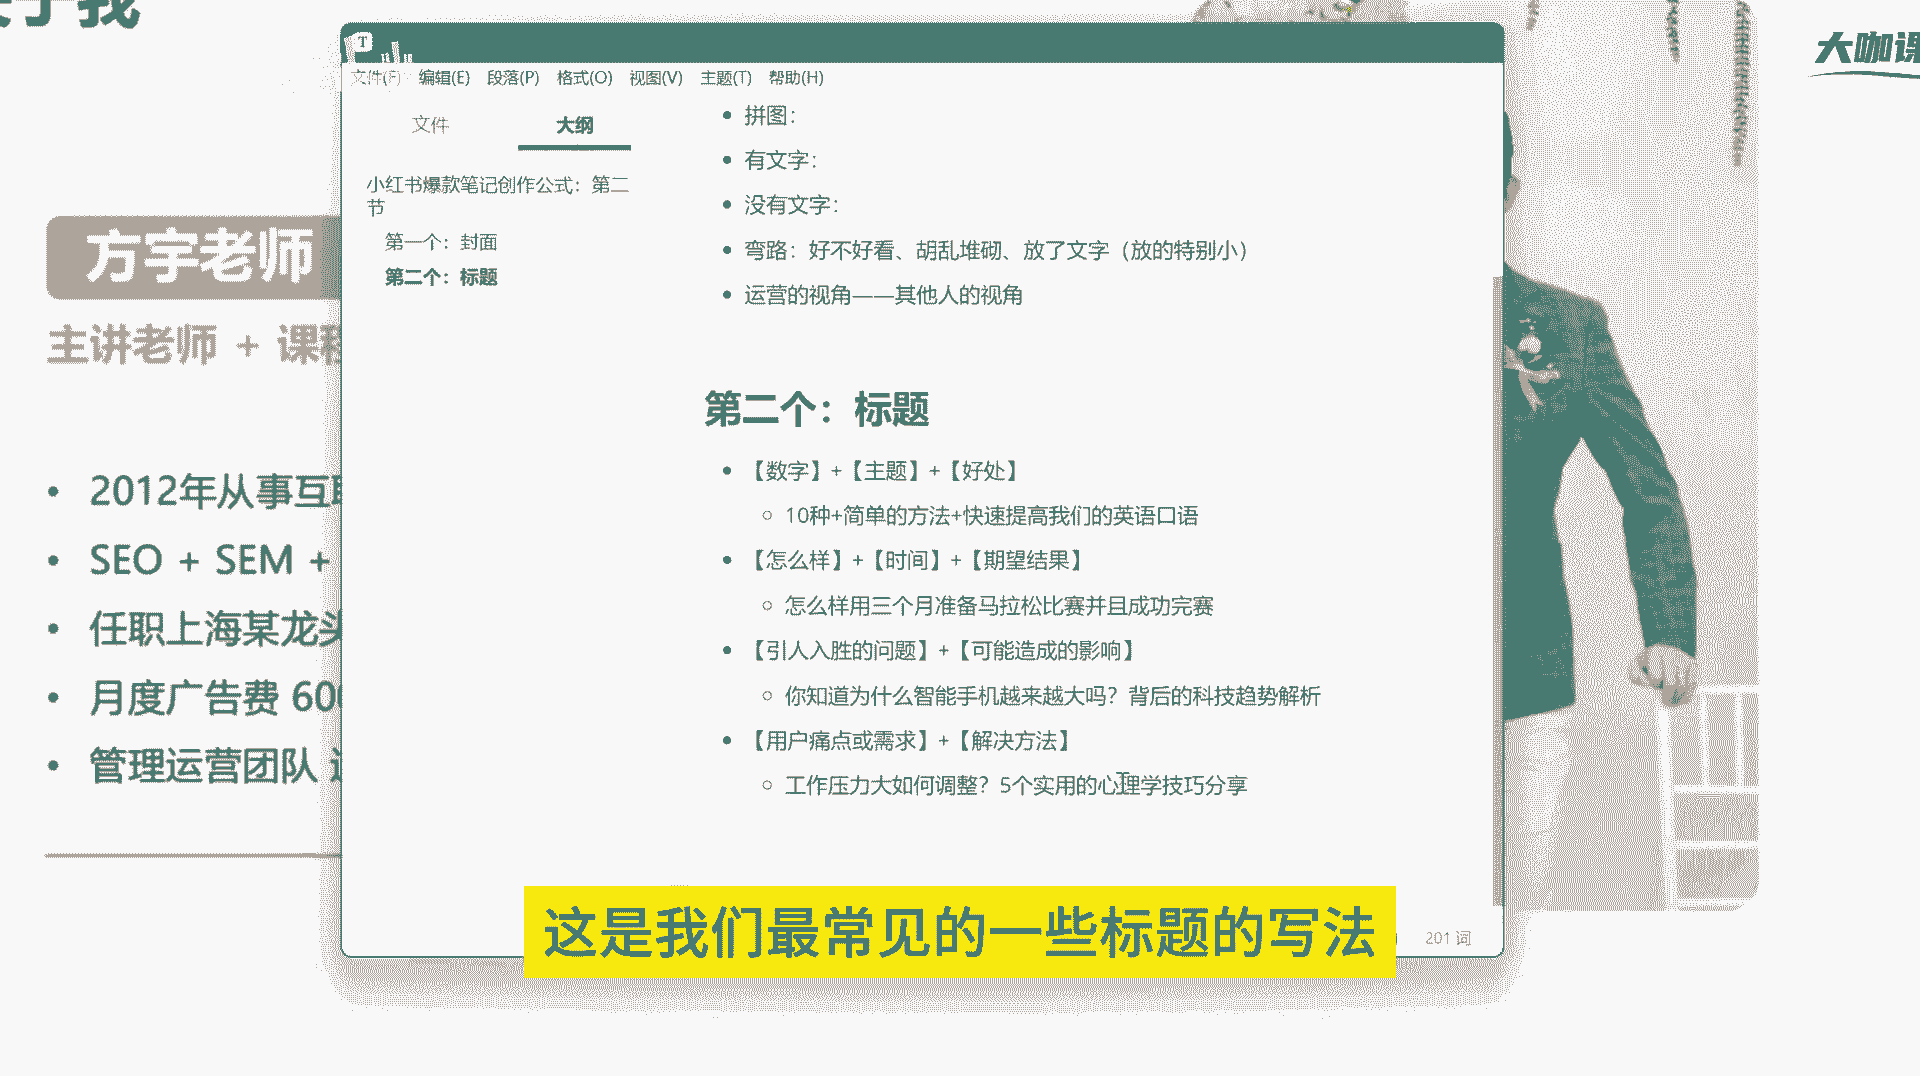 大咖课
T
文件(F) 编辑(E) 段落(P) 格式(O) 视图(V) 主题(T) 帮助(H)
文件 大纲
小红书爆款笔记创作公式：第二
节
第一个：封面
第二个：标题
拼图：
有文字：
没有文字：
弯路：好不好看、胡乱堆砌、放了文字（放的特别小）
运营的视角——其他人的视角
第二个：标题
【数字】+【主题】+【好处】
10种+简单的方法+快速提高我们的英语口语
【怎么样】+【时间】+【期望结果】
怎么样用三个月准备马拉松比赛并且成功完赛
【引人入胜的问题】+【可能造成的影响】
你知道为什么智能手机越来越大吗？背后的科技趋势解析
【用户痛点或需求】+【解决方法】
工作压力大如何调整？5个实用的心理学技巧分享
201 词
方宇老师
主讲老师 + 课程
2012年从事互联
SEO + SEM +
任职上海某龙头
月度广告费 600
管理运营团队
这是我们最常见的一些标题的写法